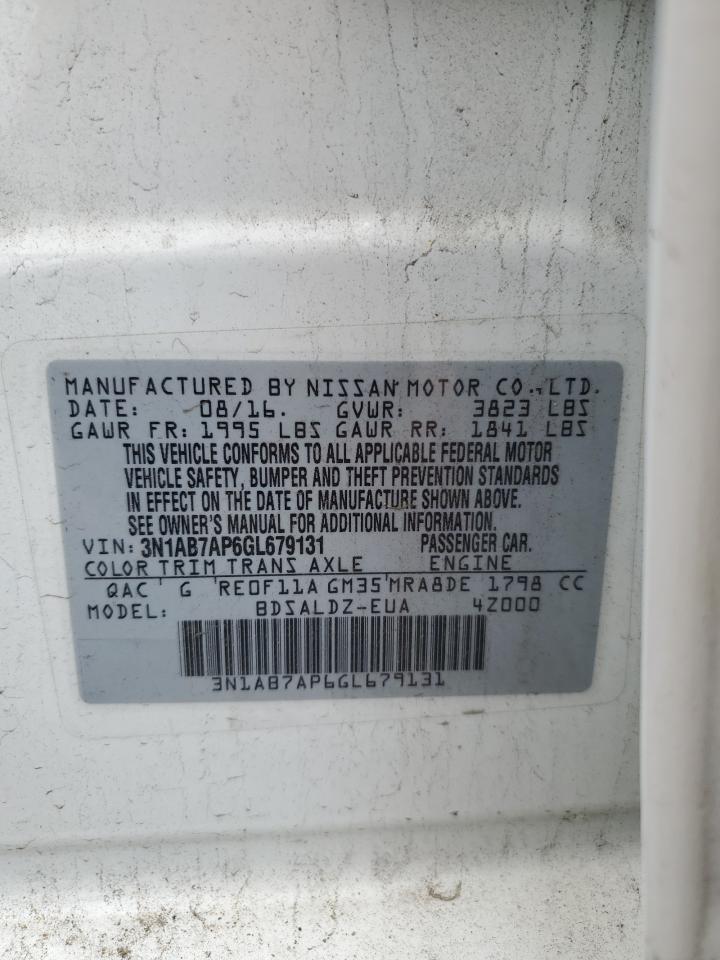 MANUFACTURED BY NISSAN MOTOR CO., LTD.
DATE: 08/16. GVWR: 3823 LBS
GAWR FR: 1995 LBS GAWR RR: 1841 LBS
THIS VEHICLE CONFORMS TO ALL APPLICABLE FEDERAL MOTOR
VEHICLE SAFETY, BUMPER AND THEFT PREVENTION STANDARDS
IN EFFECT ON THE DATE OF MANUFACTURE SHOWN ABOVE.
SEE OWNER'S MANUAL FOR ADDITIONAL INFORMATION.
VIN: 3N1AB7AP6GL679131 PASSENGER CAR.
COLOR TRIM TRANS AXLE ENGINE
QAC G RE0F11A GM35 MRA8DE 1798 CC
MODEL: BDSALDZ-EUA 4Z000
3N1AB7AP6GL679131